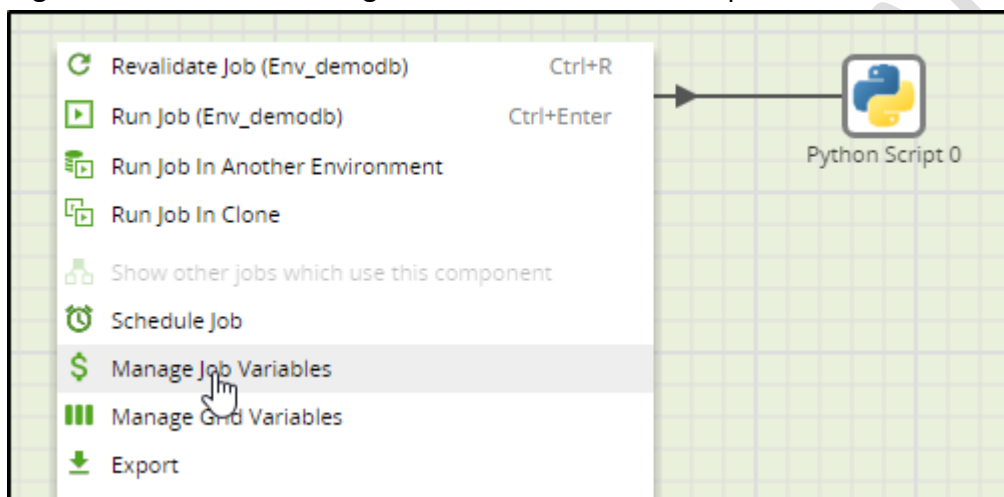 Revalidate Job (Env_demodb) Ctrl+R
Run Job (Env_demodb) Ctrl+Enter
Run Job In Another Environment
Run Job In Clone
Show other jobs which use this component
Schedule Job
Manage Job Variables
Manage Grid Variables
Export
Python Script 0